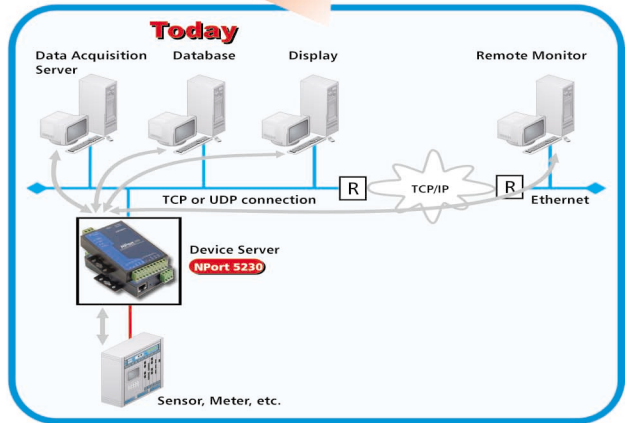 Today
Data Acquisition
Server
Database
Display
Remote Monitor
R
TCP/IP
R
TCP or UDP connection
Ethernet
Device Server
NPort 5230
Sensor, Meter, etc.